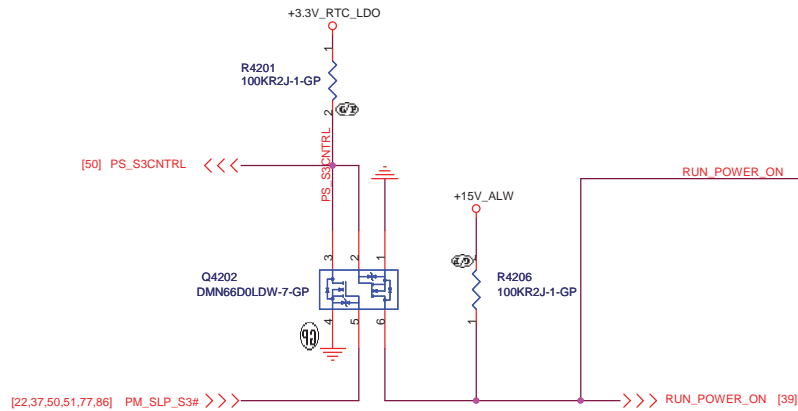 +3.3V_RTC_LDO
1
R4201
100KR2J-1-GP
2
[50] PS_S3CNTRL
PS_S3CNTRL
RUN_POWER_ON
+15V_ALW
3 2 1
Q4202
DMN66D0LDW-7-GP
R4206
100KR2J-1-GP
4 5 6
1
GP
[22,37,50,51,77,86] PM_SLP_S3#
RUN_POWER_ON [39]